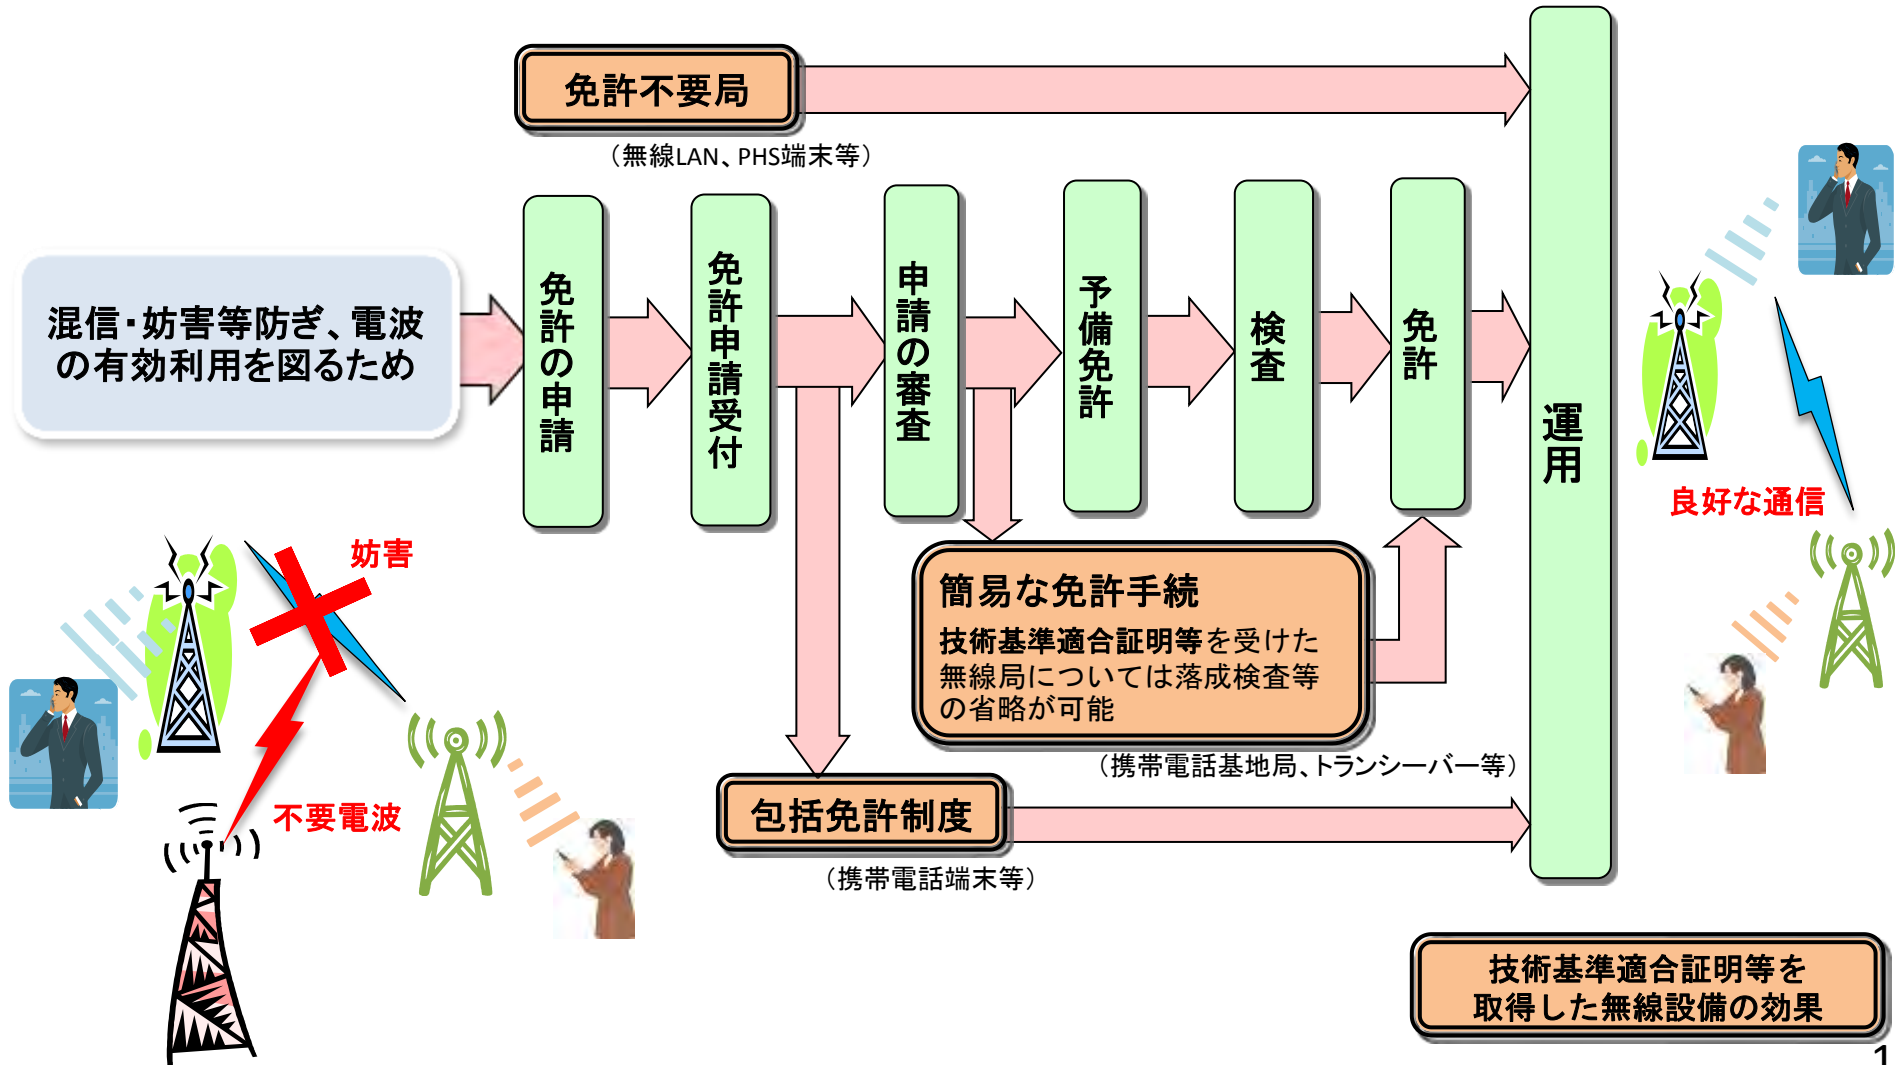 免許不要局
（無線LAN、PHS端末等）
混信・妨害等防ぎ、電波
の有効利用を図るため
免許の申請
免許申請受付
申請の審査
予備免許
検査
免許
運用
良好な通信
妨害
不要電波
簡易な免許手続
技術基準適合証明等を受けた
無線局については落成検査等
の省略が可能
（携帯電話基地局、トランシーバー等）
包括免許制度
（携帯電話端末等）
技術基準適合証明等を
取得した無線設備の効果
1